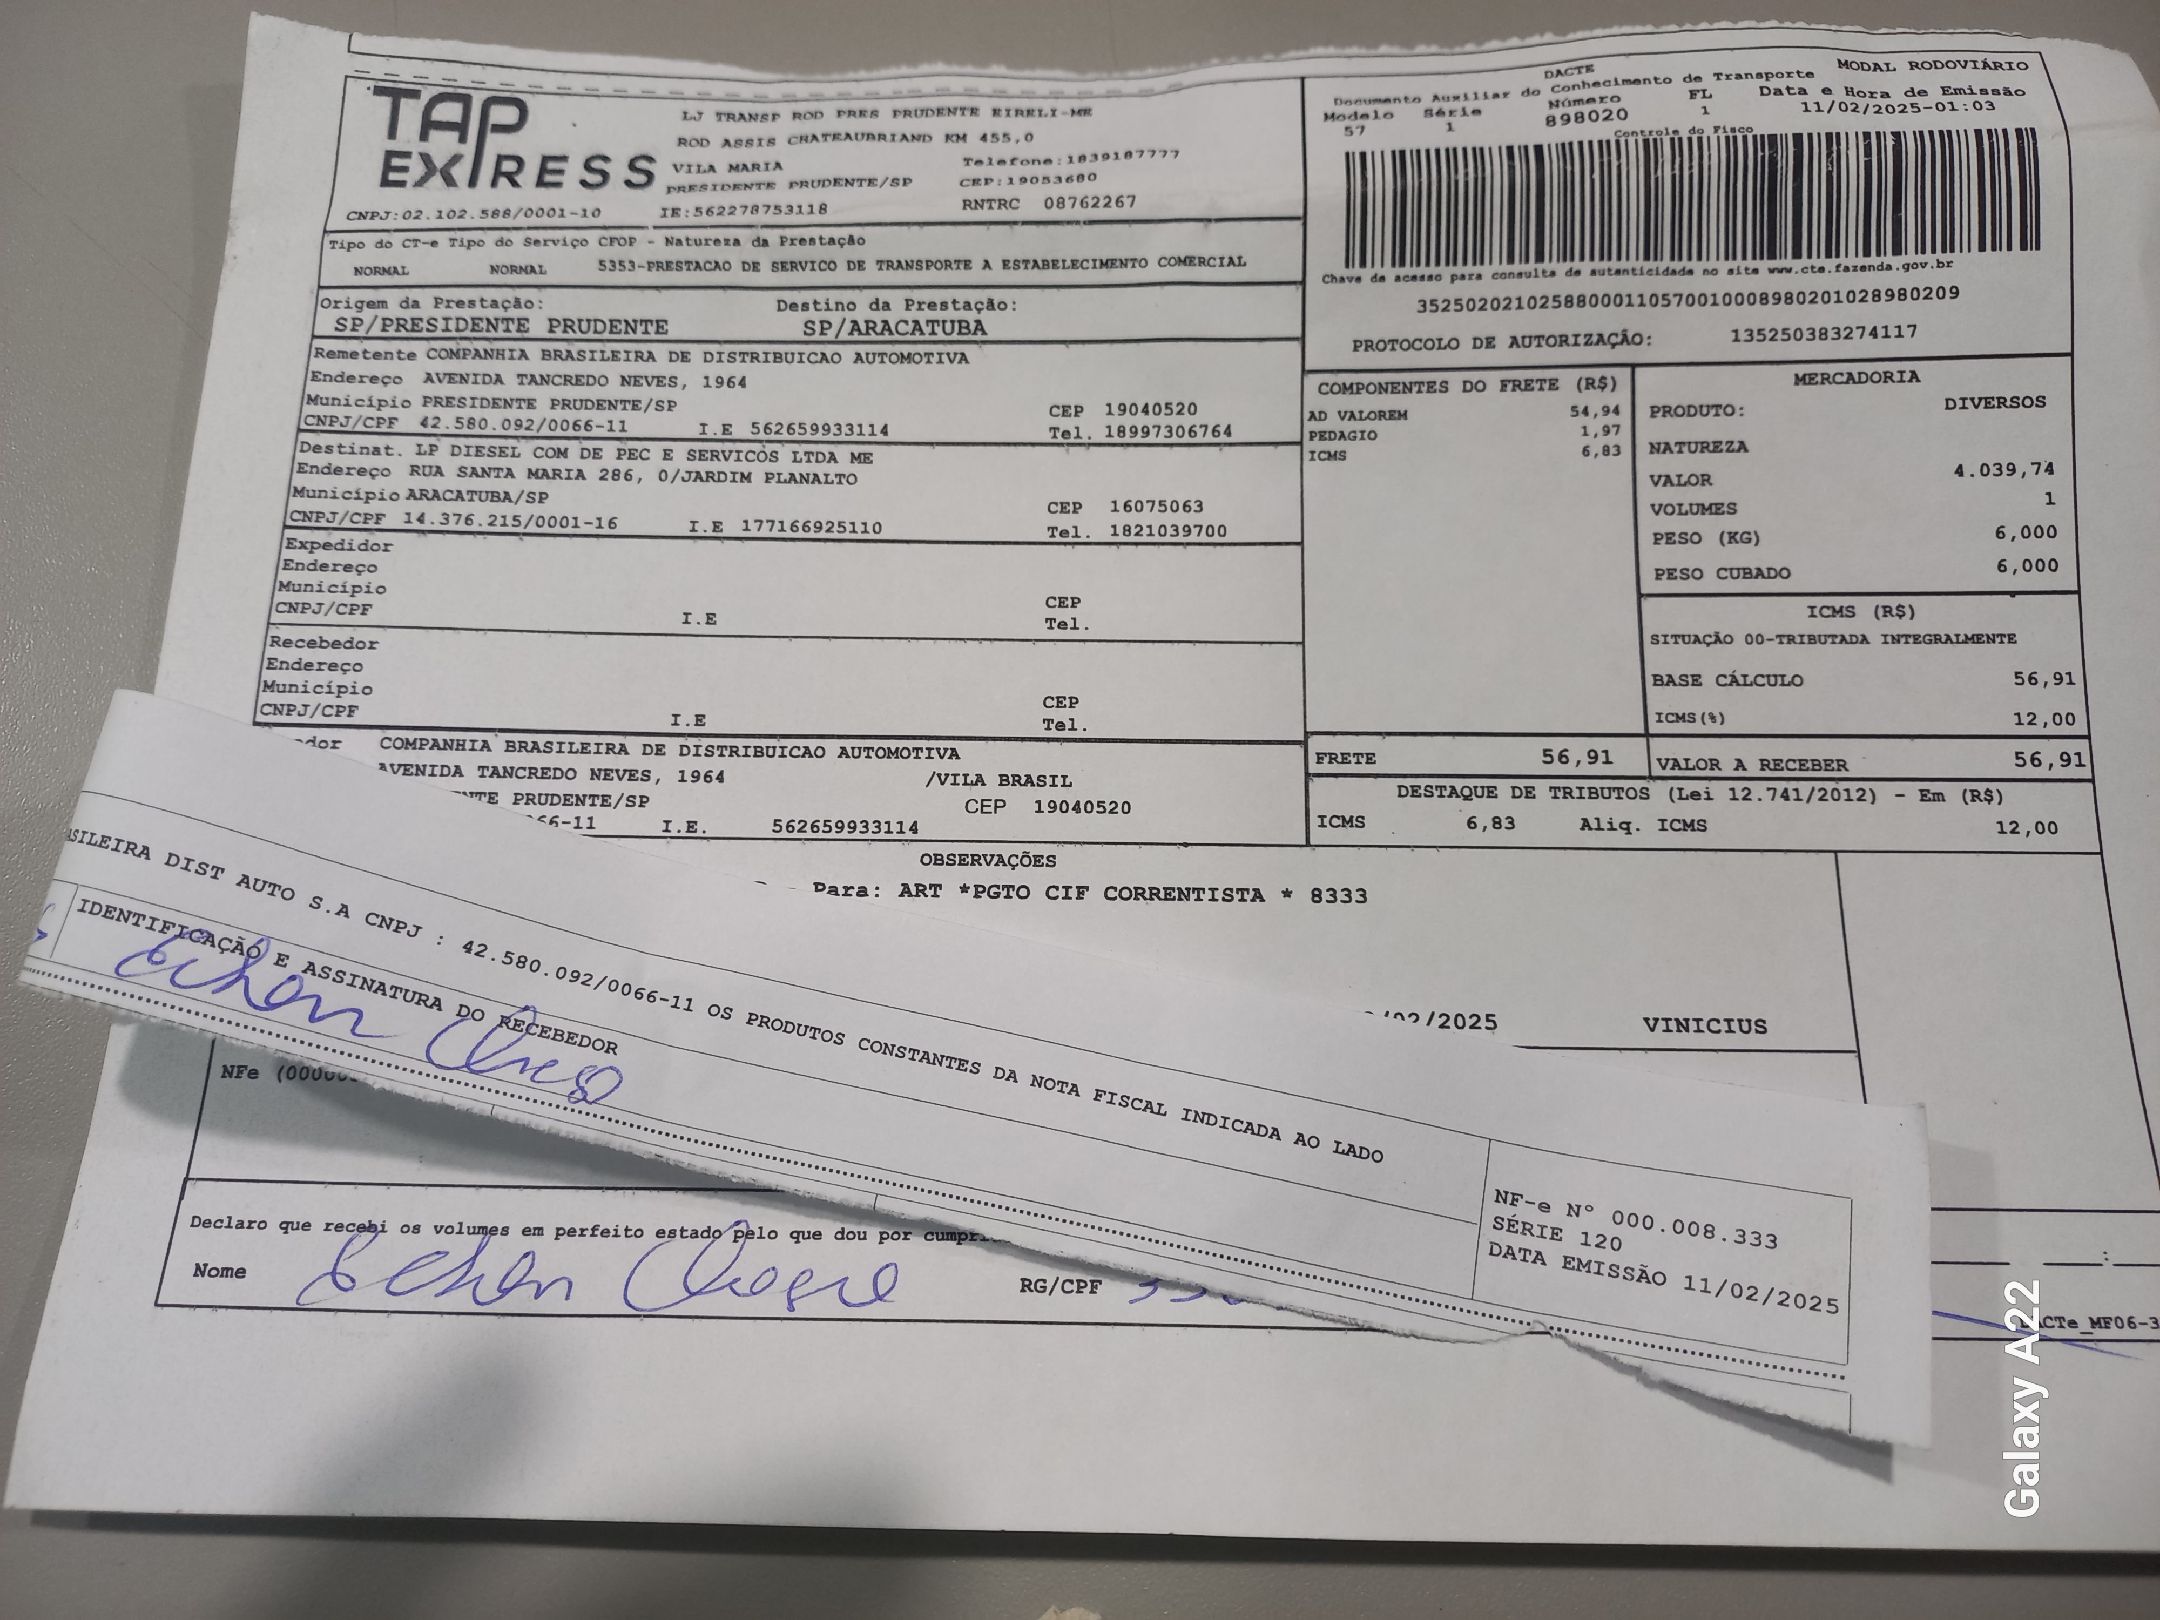 TAP
EXPRESS
LJ TRANSP ROD PRES PRUDENTE EIRELI-ME
ROD ASSIS CHATEAUBRIAND KM 455,0
VILA MARIA Telefone:1839187777
PRESIDENTE PRUDENTE/SP CEP:19053680
CNPJ:02.102.588/0001-10 IE:562278753118 RNTRC 08762267
DACTE MODAL RODOVIÁRIO
Documento Auxiliar do Conhecimento de Transporte
Modelo Série Número FL Data e Hora de Emissão
57 1 898020 1 11/02/2025-01:03
Controle do Fisco
Chave de acesso para consulta de autenticidade no site www.cte.fazenda.gov.br
35250202102588000110570010008980201028980209
PROTOCOLO DE AUTORIZAÇÃO: 135250383274117
Tipo do CT-e Tipo do Serviço CFOP - Natureza da Prestação
NORMAL NORMAL 5353-PRESTACAO DE SERVICO DE TRANSPORTE A ESTABELECIMENTO COMERCIAL
Origem da Prestação: Destino da Prestação:
SP/PRESIDENTE PRUDENTE SP/ARACATUBA
Remetente COMPANHIA BRASILEIRA DE DISTRIBUICAO AUTOMOTIVA
Endereço AVENIDA TANCREDO NEVES, 1964
Município PRESIDENTE PRUDENTE/SP CEP 19040520
CNPJ/CPF 42.580.092/0066-11 I.E 562659933114 Tel. 18997306764
Destinat. LP DIESEL COM DE PEC E SERVICOS LTDA ME
Endereço RUA SANTA MARIA 286, 0/JARDIM PLANALTO
Município ARACATUBA/SP CEP 16075063
CNPJ/CPF 14.376.215/0001-16 I.E 177166925110 Tel. 1821039700
Expedidor
Endereço
Município CEP
CNPJ/CPF I.E Tel.
Recebedor
Endereço
Município CEP
CNPJ/CPF I.E Tel.
dor COMPANHIA BRASILEIRA DE DISTRIBUICAO AUTOMOTIVA
AVENIDA TANCREDO NEVES, 1964 /VILA BRASIL
NTE PRUDENTE/SP CEP 19040520
66-11 I.E. 562659933114
COMPONENTES DO FRETE (R$)
AD VALOREM 54,94
PEDAGIO 1,97
ICMS 6,83
MERCADORIA
PRODUTO: DIVERSOS
NATUREZA
VALOR 4.039,74
VOLUMES 1
PESO (KG) 6,000
PESO CUBADO 6,000
ICMS (R$)
SITUAÇÃO 00-TRIBUTADA INTEGRALMENTE
BASE CÁLCULO 56,91
ICMS(%) 12,00
FRETE 56,91 VALOR A RECEBER 56,91
DESTAQUE DE TRIBUTOS (Lei 12.741/2012) - Em (R$)
ICMS 6,83 Aliq. ICMS 12,00
OBSERVAÇÕES
Para: ART *PGTO CIF CORRENTISTA * 8333
/2025 VINICIUS
SILEIRA DIST AUTO S.A CNPJ : 42.580.092/0066-11 OS PRODUTOS CONSTANTES DA NOTA FISCAL INDICADA AO LADO
IDENTIFICAÇÃO E ASSINATURA DO RECEBEDOR
NF-e Nº 000.008.333
SÉRIE 120
DATA EMISSÃO 11/02/2025
NFe (0000
Declaro que recebi os volumes em perfeito estado pelo que dou por cumpr
Nome RG/CPF
DACTe_MF06-3
Galaxy A22